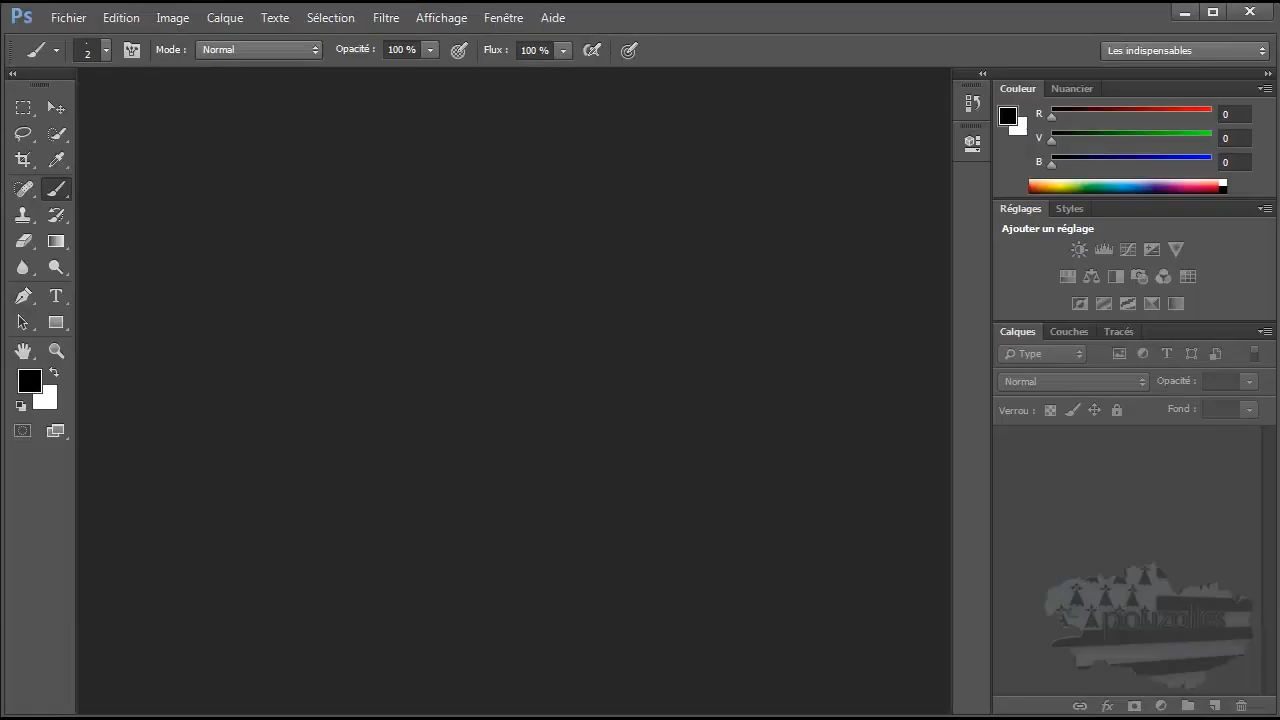 Ps Fichier Edition Image Calque Texte Sélection Filtre Affichage Fenêtre Aide
2 Mode : Normal Opacité : 100 % Flux : 100 % Les indispensables
Couleur Nuancier
R 0
V 0
B 0
Réglages Styles
Ajouter un réglage
Calques Couches Tracés
Type
Normal Opacité :
Verrou : Fond :
Apouzolles
fx